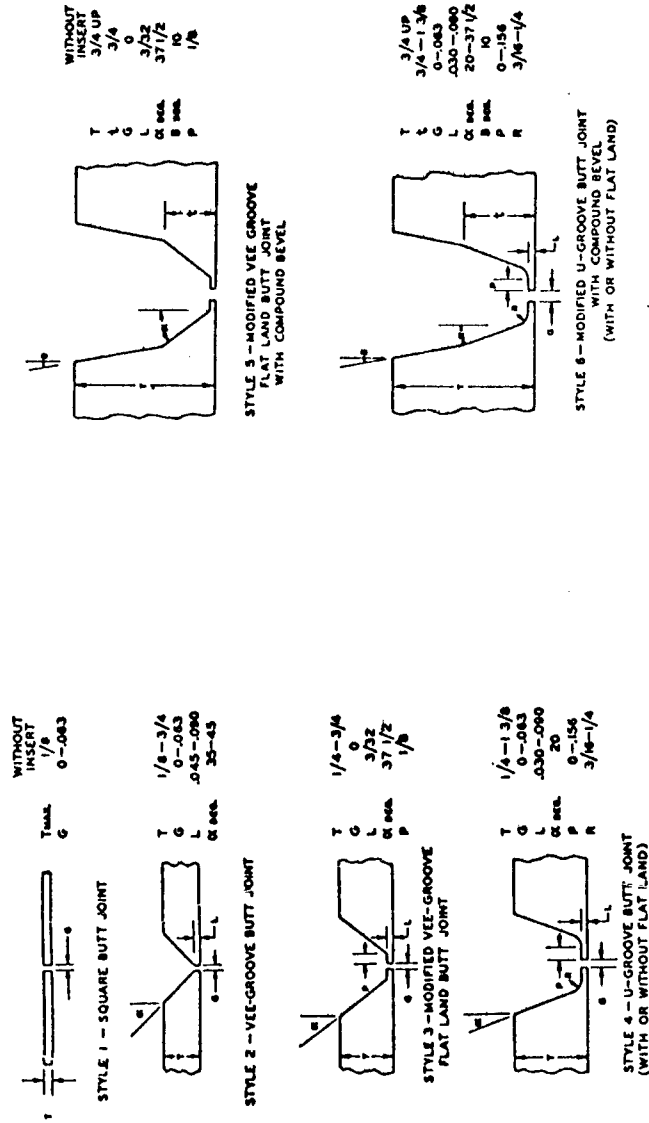 WITHOUT
INSERT
T MAX. 1/8
G 0-.063
T
G
STYLE 1 - SQUARE BUTT JOINT
T 1/8-3/4
G 0-.063
L .045-.090
α DEG. 35-45
α
T
L
G
STYLE 2 - VEE-GROOVE BUTT JOINT
T 1/4-3/4
G 0
L 3/32
α DEG. 37 1/2
P 1/8
α
T
P
L
G
STYLE 3 - MODIFIED VEE-GROOVE
FLAT LAND BUTT JOINT
T 1/4-1 3/8
G 0-.063
L .030-.090
α DEG. 20
P 0-.156
R 3/16-1/4
α
T
P
R
L
G
STYLE 4 - U-GROOVE BUTT JOINT
(WITH OR WITHOUT FLAT LAND)
WITHOUT
INSERT
T 3/4 UP
t 3/4
G 0
L 3/32
α DEG. 37 1/2
B DEG. 10
P 1/8
B
α
T
t
STYLE 5 - MODIFIED VEE GROOVE
FLAT LAND BUTT JOINT
WITH COMPOUND BEVEL
T 3/4 UP
t 3/4-1 3/8
G 0-.063
L .030-.090
α DEG. 20-37 1/2
B DEG. 10
P 0-.156
R 3/16-1/4
B
α
T
t
P
R
L
G
STYLE 6 - MODIFIED U-GROOVE BUTT JOINT
WITH COMPOUND BEVEL
(WITH OR WITHOUT FLAT LAND)